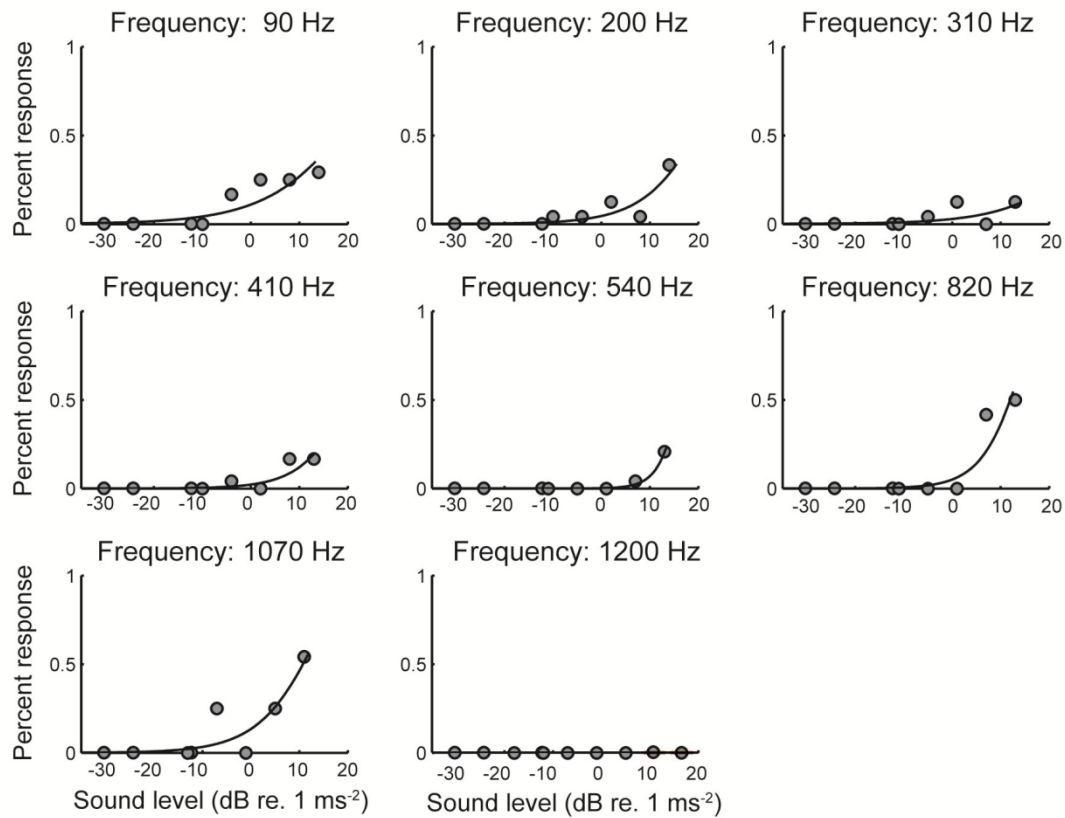 Frequency: 90 Hz
Frequency: 200 Hz
Frequency: 310 Hz
Percent response
1
0.5
0
-30 -20 -10 0 10 20
1
0.5
0
-30 -20 -10 0 10 20
1
0.5
0
-30 -20 -10 0 10 20
Frequency: 410 Hz
Frequency: 540 Hz
Frequency: 820 Hz
Percent response
1
0.5
0
-30 -20 -10 0 10 20
1
0.5
0
-30 -20 -10 0 10 20
1
0.5
0
-30 -20 -10 0 10 20
Frequency: 1070 Hz
Frequency: 1200 Hz
Percent response
1
0.5
0
-30 -20 -10 0 10 20
1
0.5
0
-30 -20 -10 0 10 20
Sound level (dB re. 1 ms⁻²)
Sound level (dB re. 1 ms⁻²)